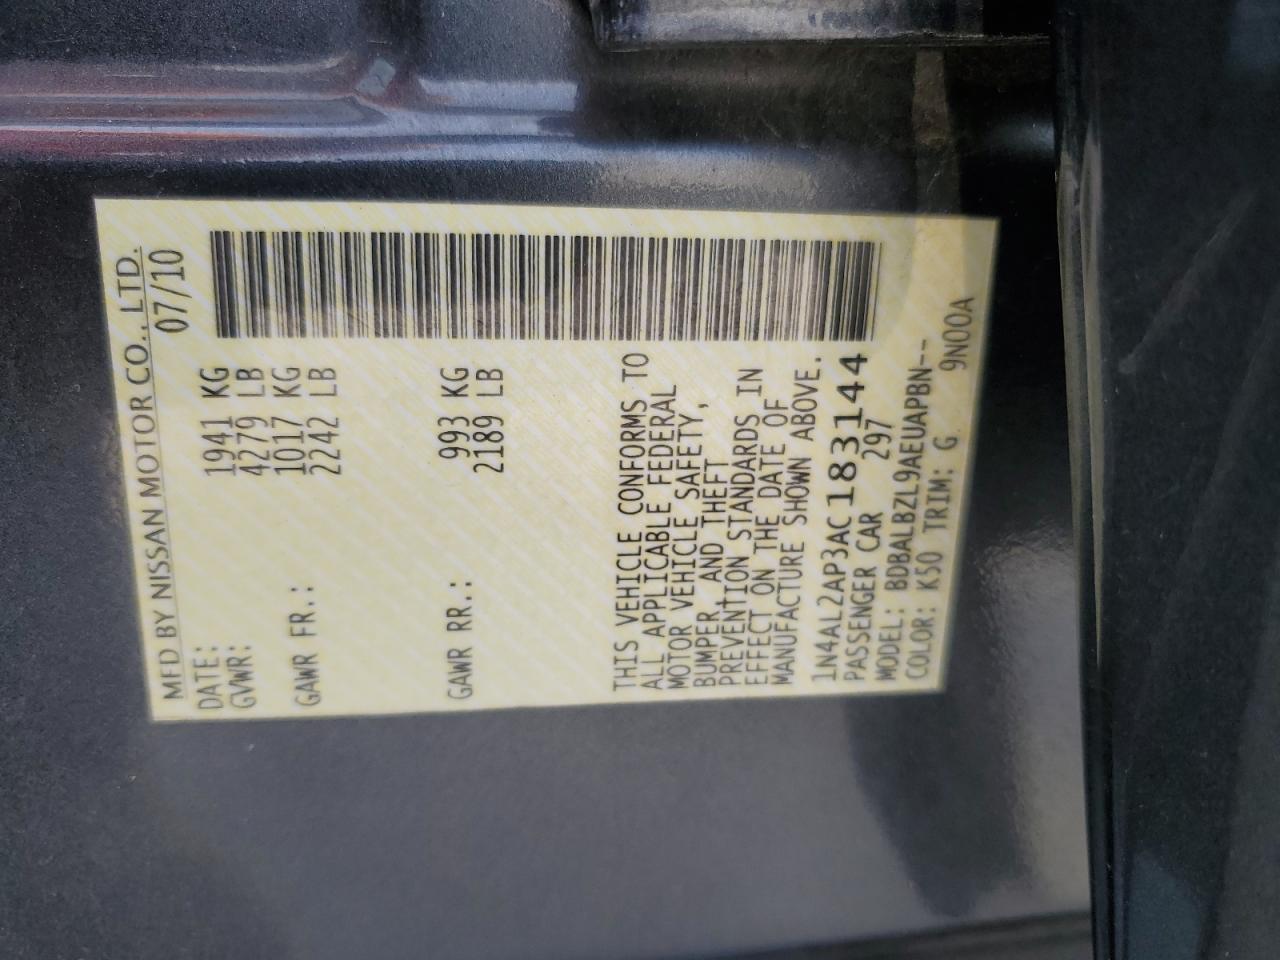 MFD BY NISSAN MOTOR CO., LTD.
DATE: 07/10
GVWR: 1941 KG
4279 LB
GAWR FR.: 1017 KG
2242 LB
GAWR RR.: 993 KG
2189 LB
THIS VEHICLE CONFORMS TO
ALL APPLICABLE FEDERAL
MOTOR VEHICLE SAFETY,
BUMPER, AND THEFT
PREVENTION STANDARDS IN
EFFECT ON THE DATE OF
MANUFACTURE SHOWN ABOVE.
1N4AL2AP3AC183144
PASSENGER CAR 297
MODEL: BDBALBZL9AEUAPBN--
COLOR: K50 TRIM: G 9N00A